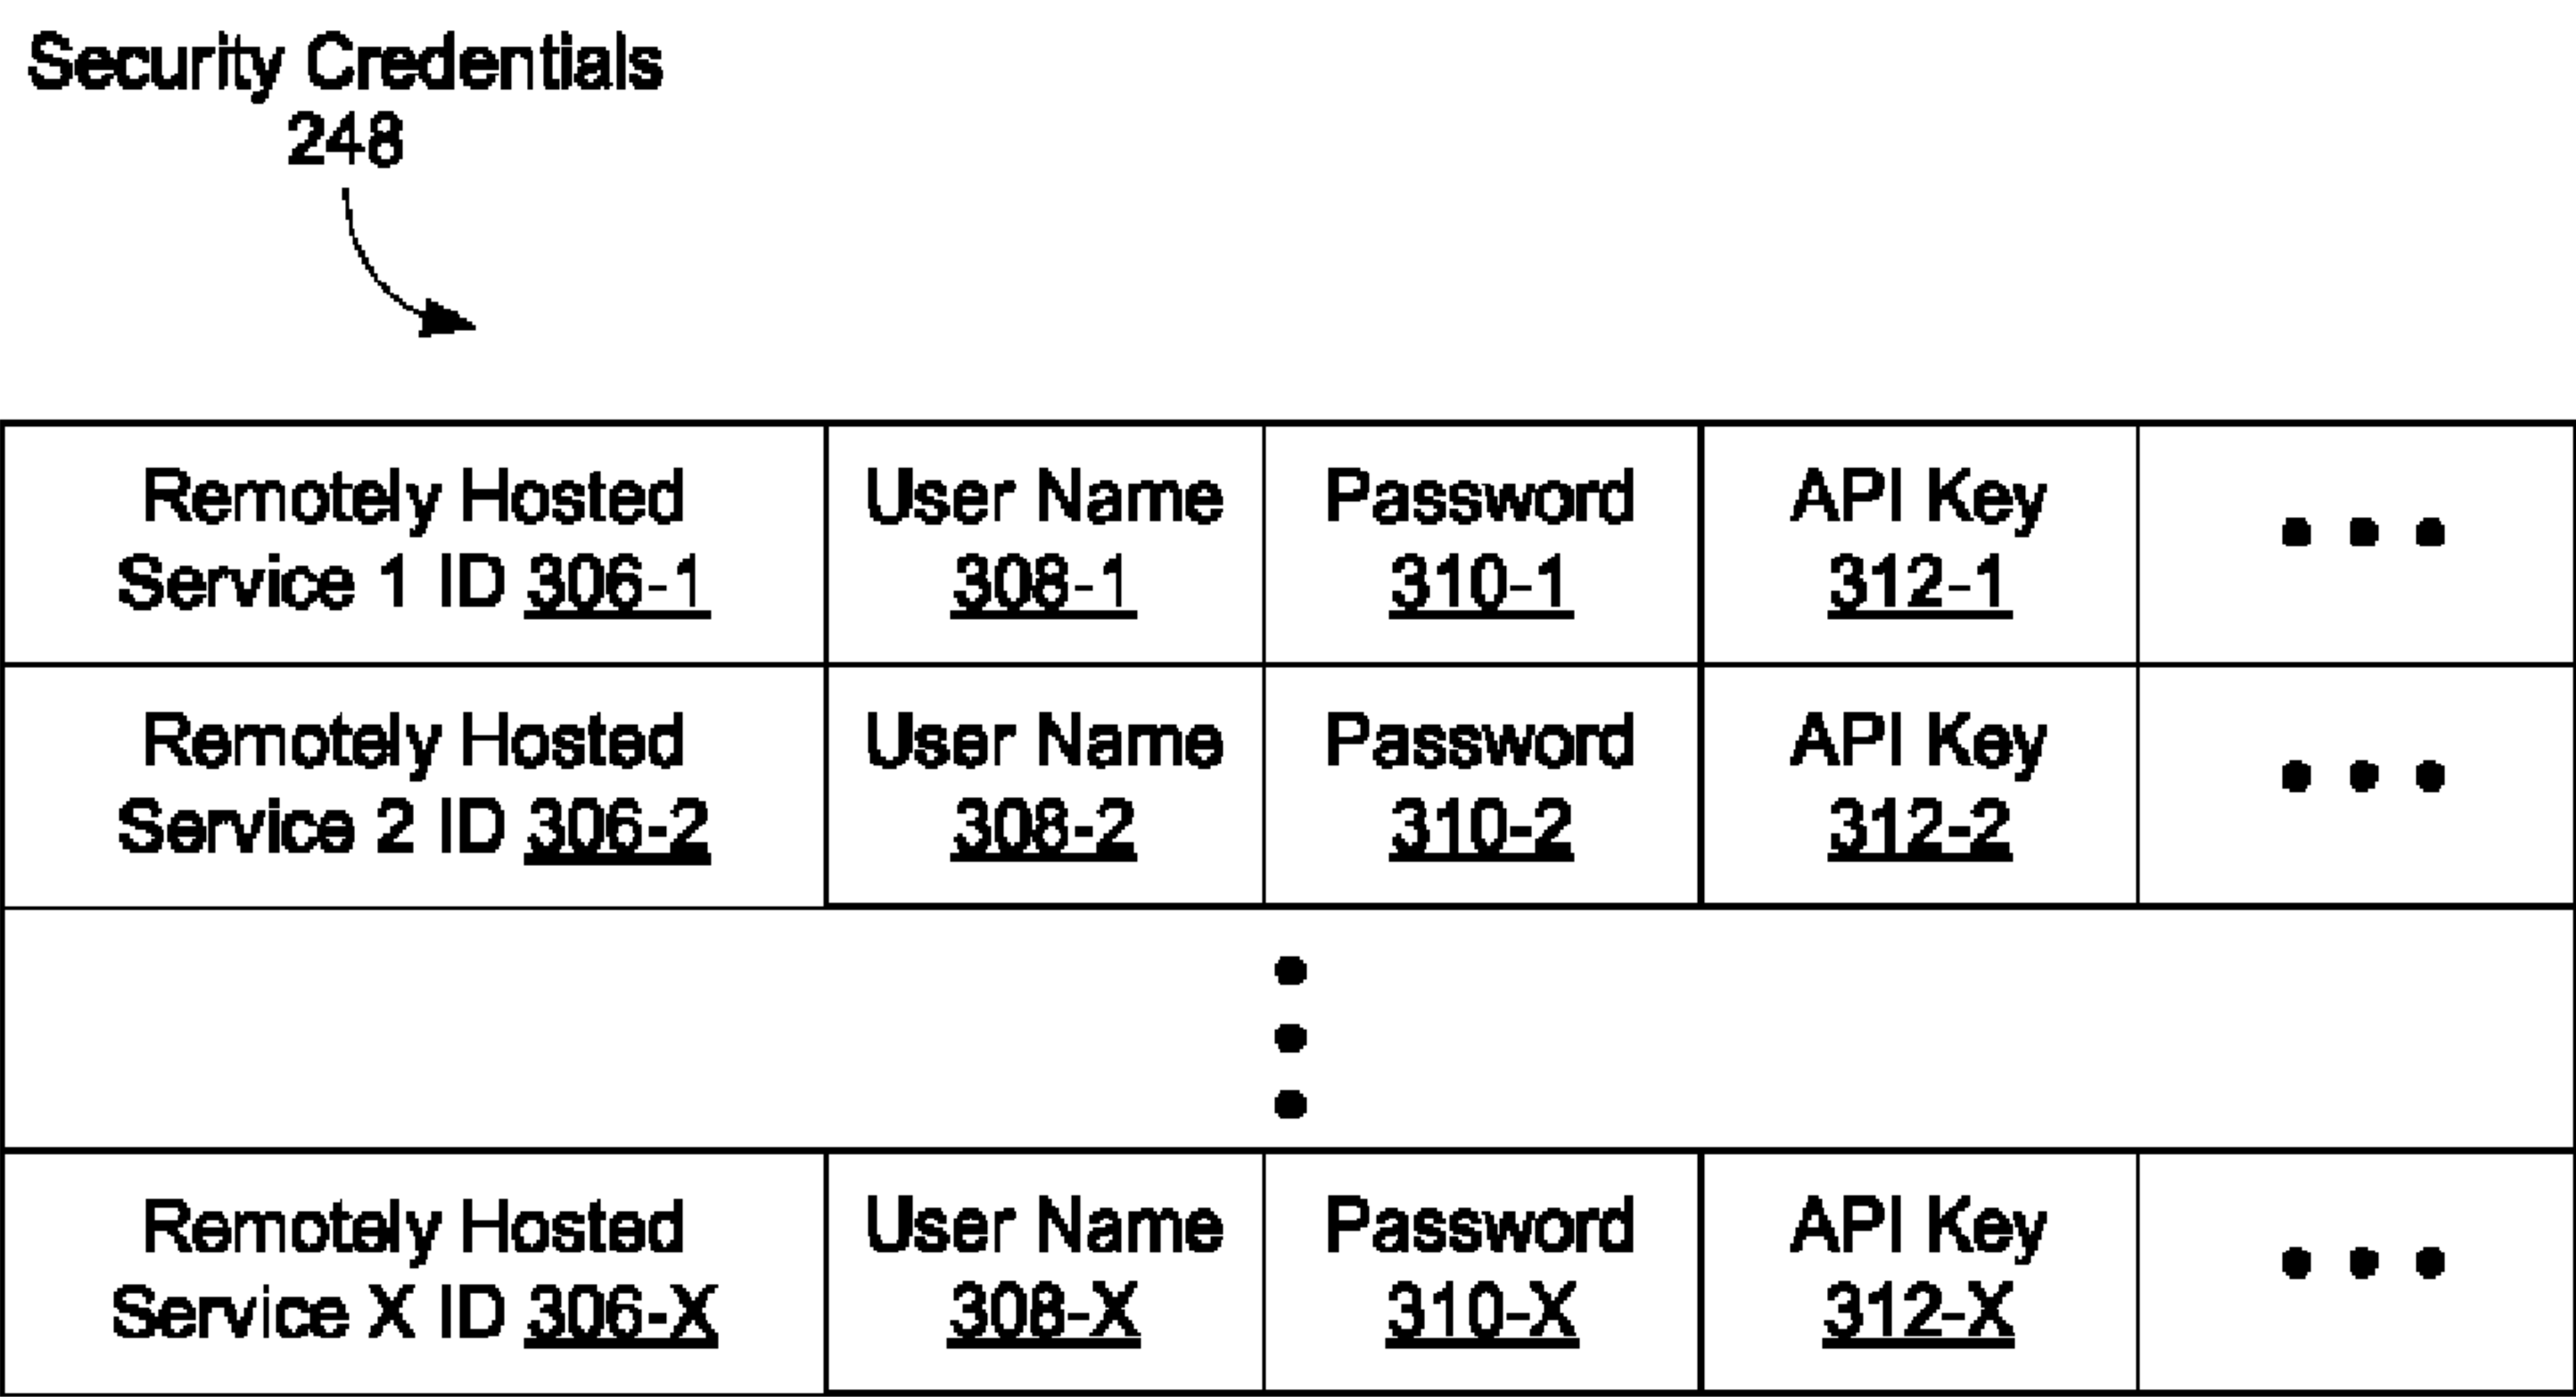 Security Credentials
248
Remotely Hosted
Service 1 ID 306-1
User Name
308-1
Password
310-1
API Key
312-1
• • •
Remotely Hosted
Service 2 ID 306-2
User Name
308-2
Password
310-2
API Key
312-2
• • •
•
•
•
Remotely Hosted
Service X ID 306-X
User Name
308-X
Password
310-X
API Key
312-X
• • •